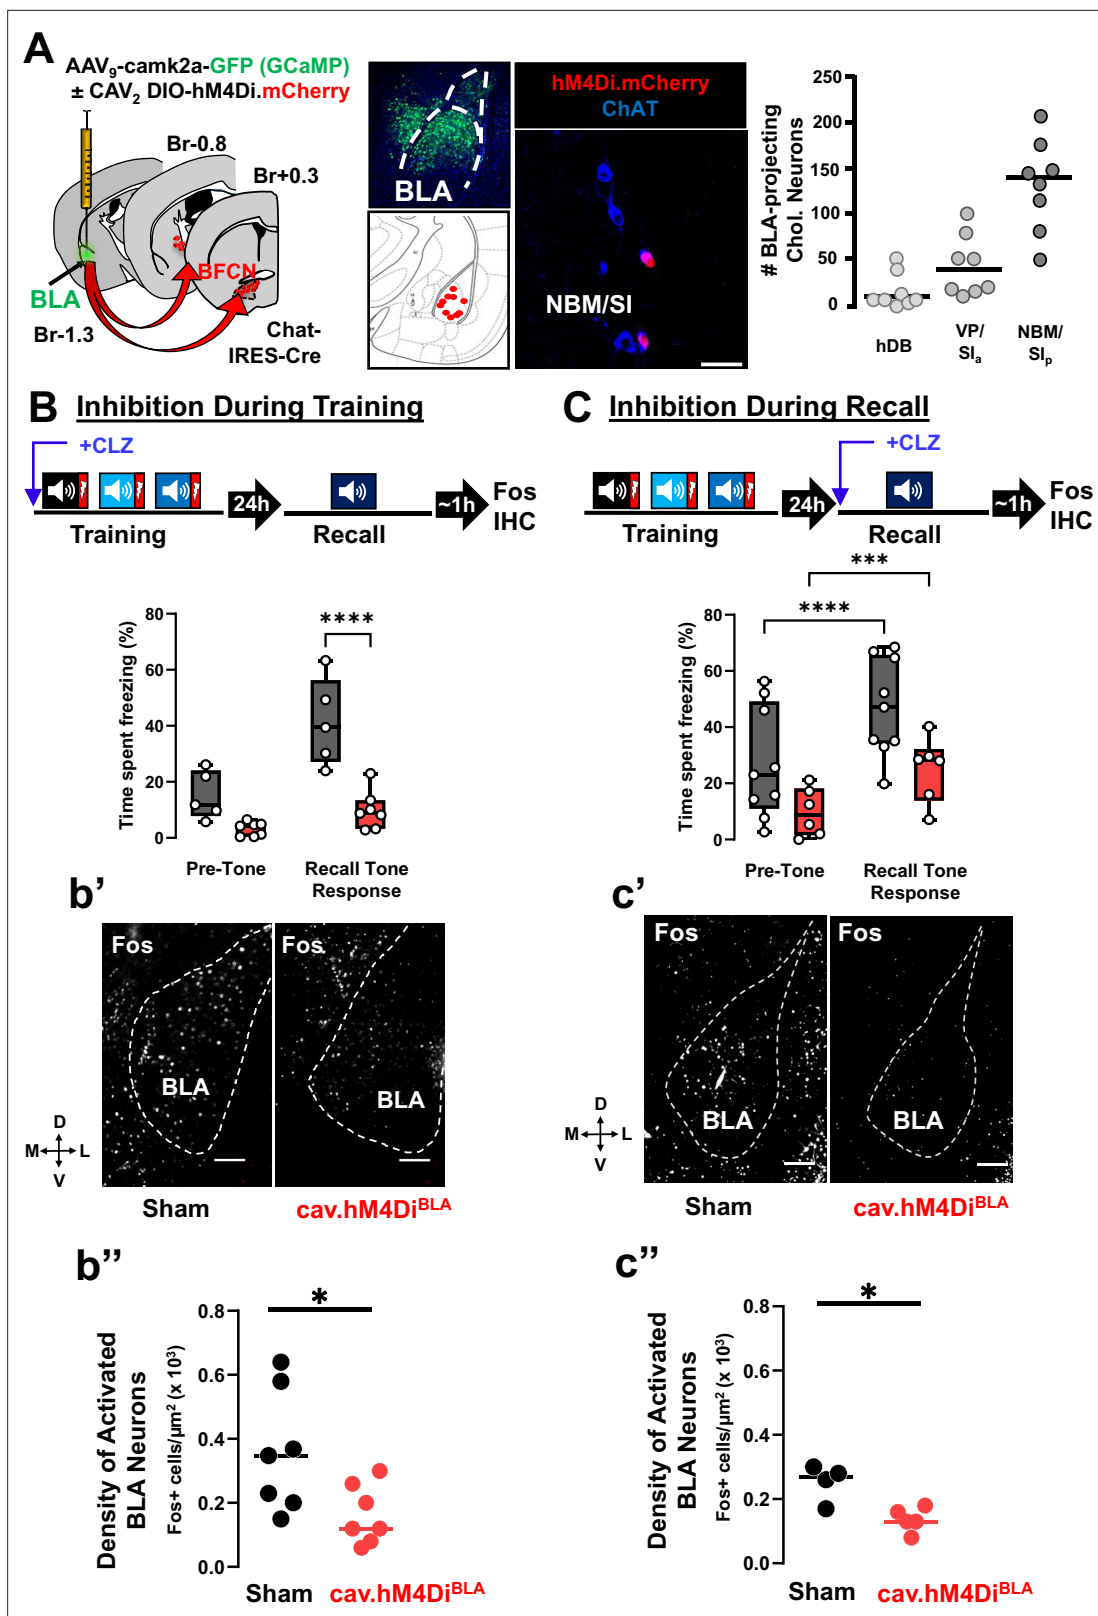 A
AAV9-camk2a-GFP (GCaMP)
± CAV2 DIO-hM4Di.mCherry
Br-0.8
Br+0.3
BFCN
BLA
Br-1.3
Chat-
IRES-Cre
BLA
hM4Di.mCherry
ChAT
NBM/SI
# BLA-projecting
Chol. Neurons
250
200
150
100
50
0
hDB
VP/
SIa
NBM/
SIp
B Inhibition During Training
+CLZ
24h
~1h
Fos
IHC
Training
Recall
C Inhibition During Recall
+CLZ
24h
~1h
Fos
IHC
Training
Recall
Time spent freezing (%)
80
60
40
20
0
****
Pre-Tone
Recall Tone
Response
Time spent freezing (%)
80
60
40
20
0
****
***
Pre-Tone
Recall Tone
Response
b'
Fos
BLA
Fos
BLA
D
M L
V
Sham
cav.hM4DiBLA
c'
Fos
BLA
Fos
BLA
D
M L
V
Sham
cav.hM4DiBLA
b''
Density of Activated
BLA Neurons
Fos+ cells/µm² (x 10³)
0.8
0.6
0.4
0.2
0.0
*
Sham
cav.hM4DiBLA
c''
Density of Activated
BLA Neurons
Fos+ cells/µm² (x 10³)
0.8
0.6
0.4
0.2
0.0
*
Sham
cav.hM4DiBLA